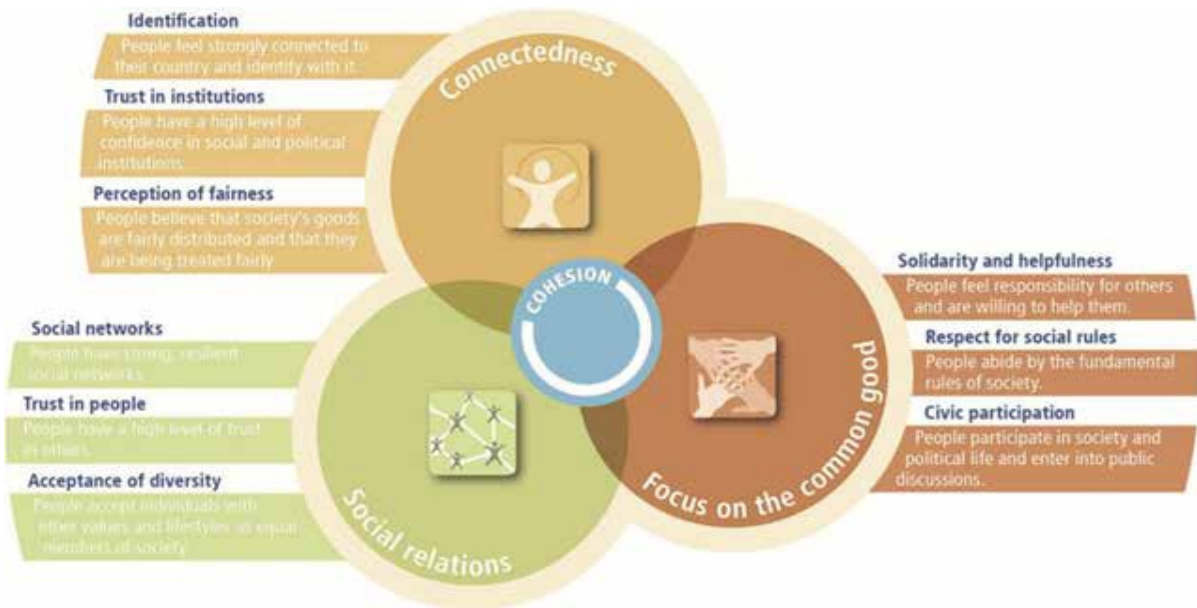 Identification
People feel strongly connected to
their country and identity with it.
Trust in institutions
People have a high level of
confidence in social and political
institutions.
Perception of fairness
People believe that society's goods
are fairly distributed and that they
are being treated fairly
Connectedness
Social networks
People have strong, resilient
social networks
Trust in people
People have a high level of trust
in others.
Acceptance of diversity
People accept individuals with
other values and lifestyles as equal
members of society
Social relations
COHESION
Focus on the common good
Solidarity and helpfulness
People feel responsibility for others
and are willing to help them.
Respect for social rules
People abide by the fundamental
rules of society.
Civic participation
People participate in society and
political life and enter into public
discussions.